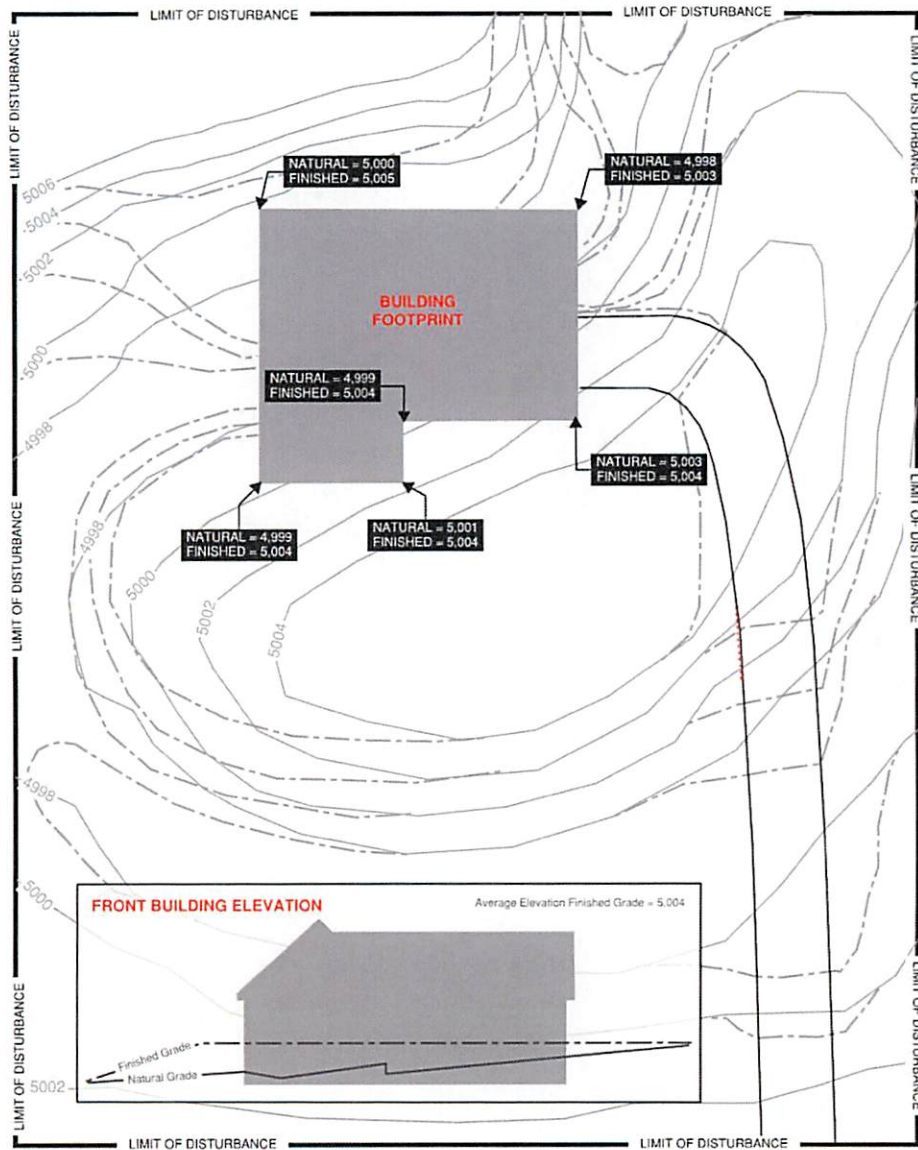 LIMIT OF DISTURBANCE
LIMIT OF DISTURBANCE
LIMIT OF DISTURBANCE
LIMIT OF DISTURBANCE
NATURAL = 5,000
FINISHED = 5,005
NATURAL = 4,998
FINISHED = 5,003
5006
5004
5002
5000
4998
BUILDING
FOOTPRINT
NATURAL = 4,999
FINISHED = 5,004
NATURAL = 5,003
FINISHED = 5,004
NATURAL = 4,999
FINISHED = 5,004
NATURAL = 5,001
FINISHED = 5,004
LIMIT OF DISTURBANCE
LIMIT OF DISTURBANCE
4998
5000
5002
5004
4998
5000
FRONT BUILDING ELEVATION
Average Elevation Finished Grade = 5,004
Finished Grade
Natural Grade
5002
LIMIT OF DISTURBANCE
LIMIT OF DISTURBANCE
LIMIT OF DISTURBANCE
LIMIT OF DISTURBANCE